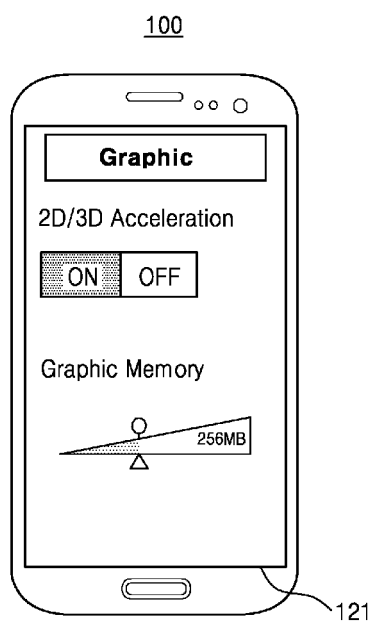 100
Graphic
2D/3D Acceleration
ON OFF
Graphic Memory
256MB
121